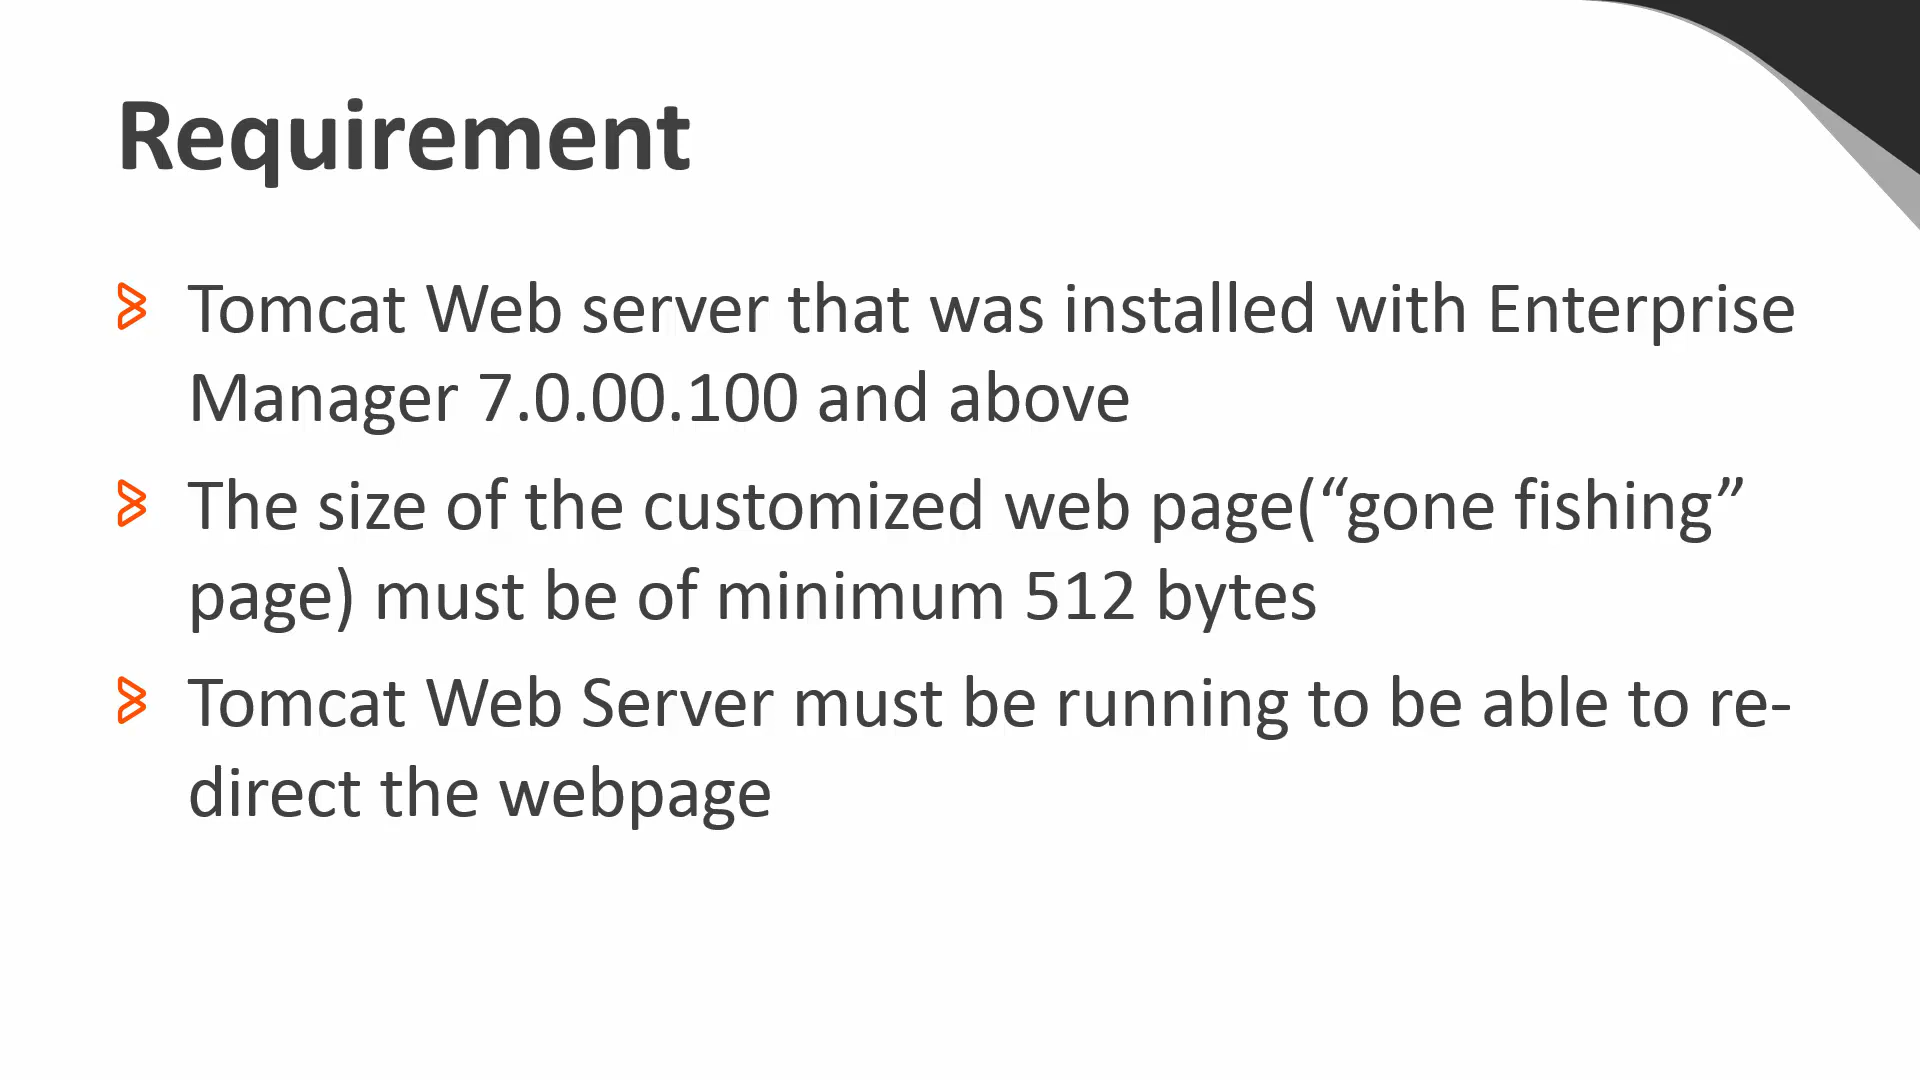 Requirement
Tomcat Web server that was installed with Enterprise
Manager 7.0.00.100 and above
The size of the customized web page(“gone fishing”
page) must be of minimum 512 bytes
Tomcat Web Server must be running to be able to re-
direct the webpage